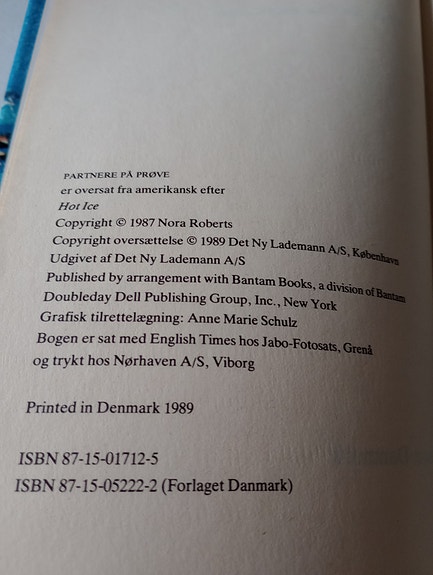 PARTNERE PÅ PRØVE
er oversat fra amerikansk efter
Hot Ice
Copyright © 1987 Nora Roberts
Copyright oversættelse © 1989 Det Ny Lademann A/S, København
Udgivet af Det Ny Lademann A/S
Published by arrangement with Bantam Books, a division of Bantam
Doubleday Dell Publishing Group, Inc., New York
Grafisk tilrettelægning: Anne Marie Schulz
Bogen er sat med English Times hos Jabo-Fotosats, Grenå
og trykt hos Nørhaven A/S, Viborg
Printed in Denmark 1989
ISBN 87-15-01712-5
ISBN 87-15-05222-2 (Forlaget Danmark)